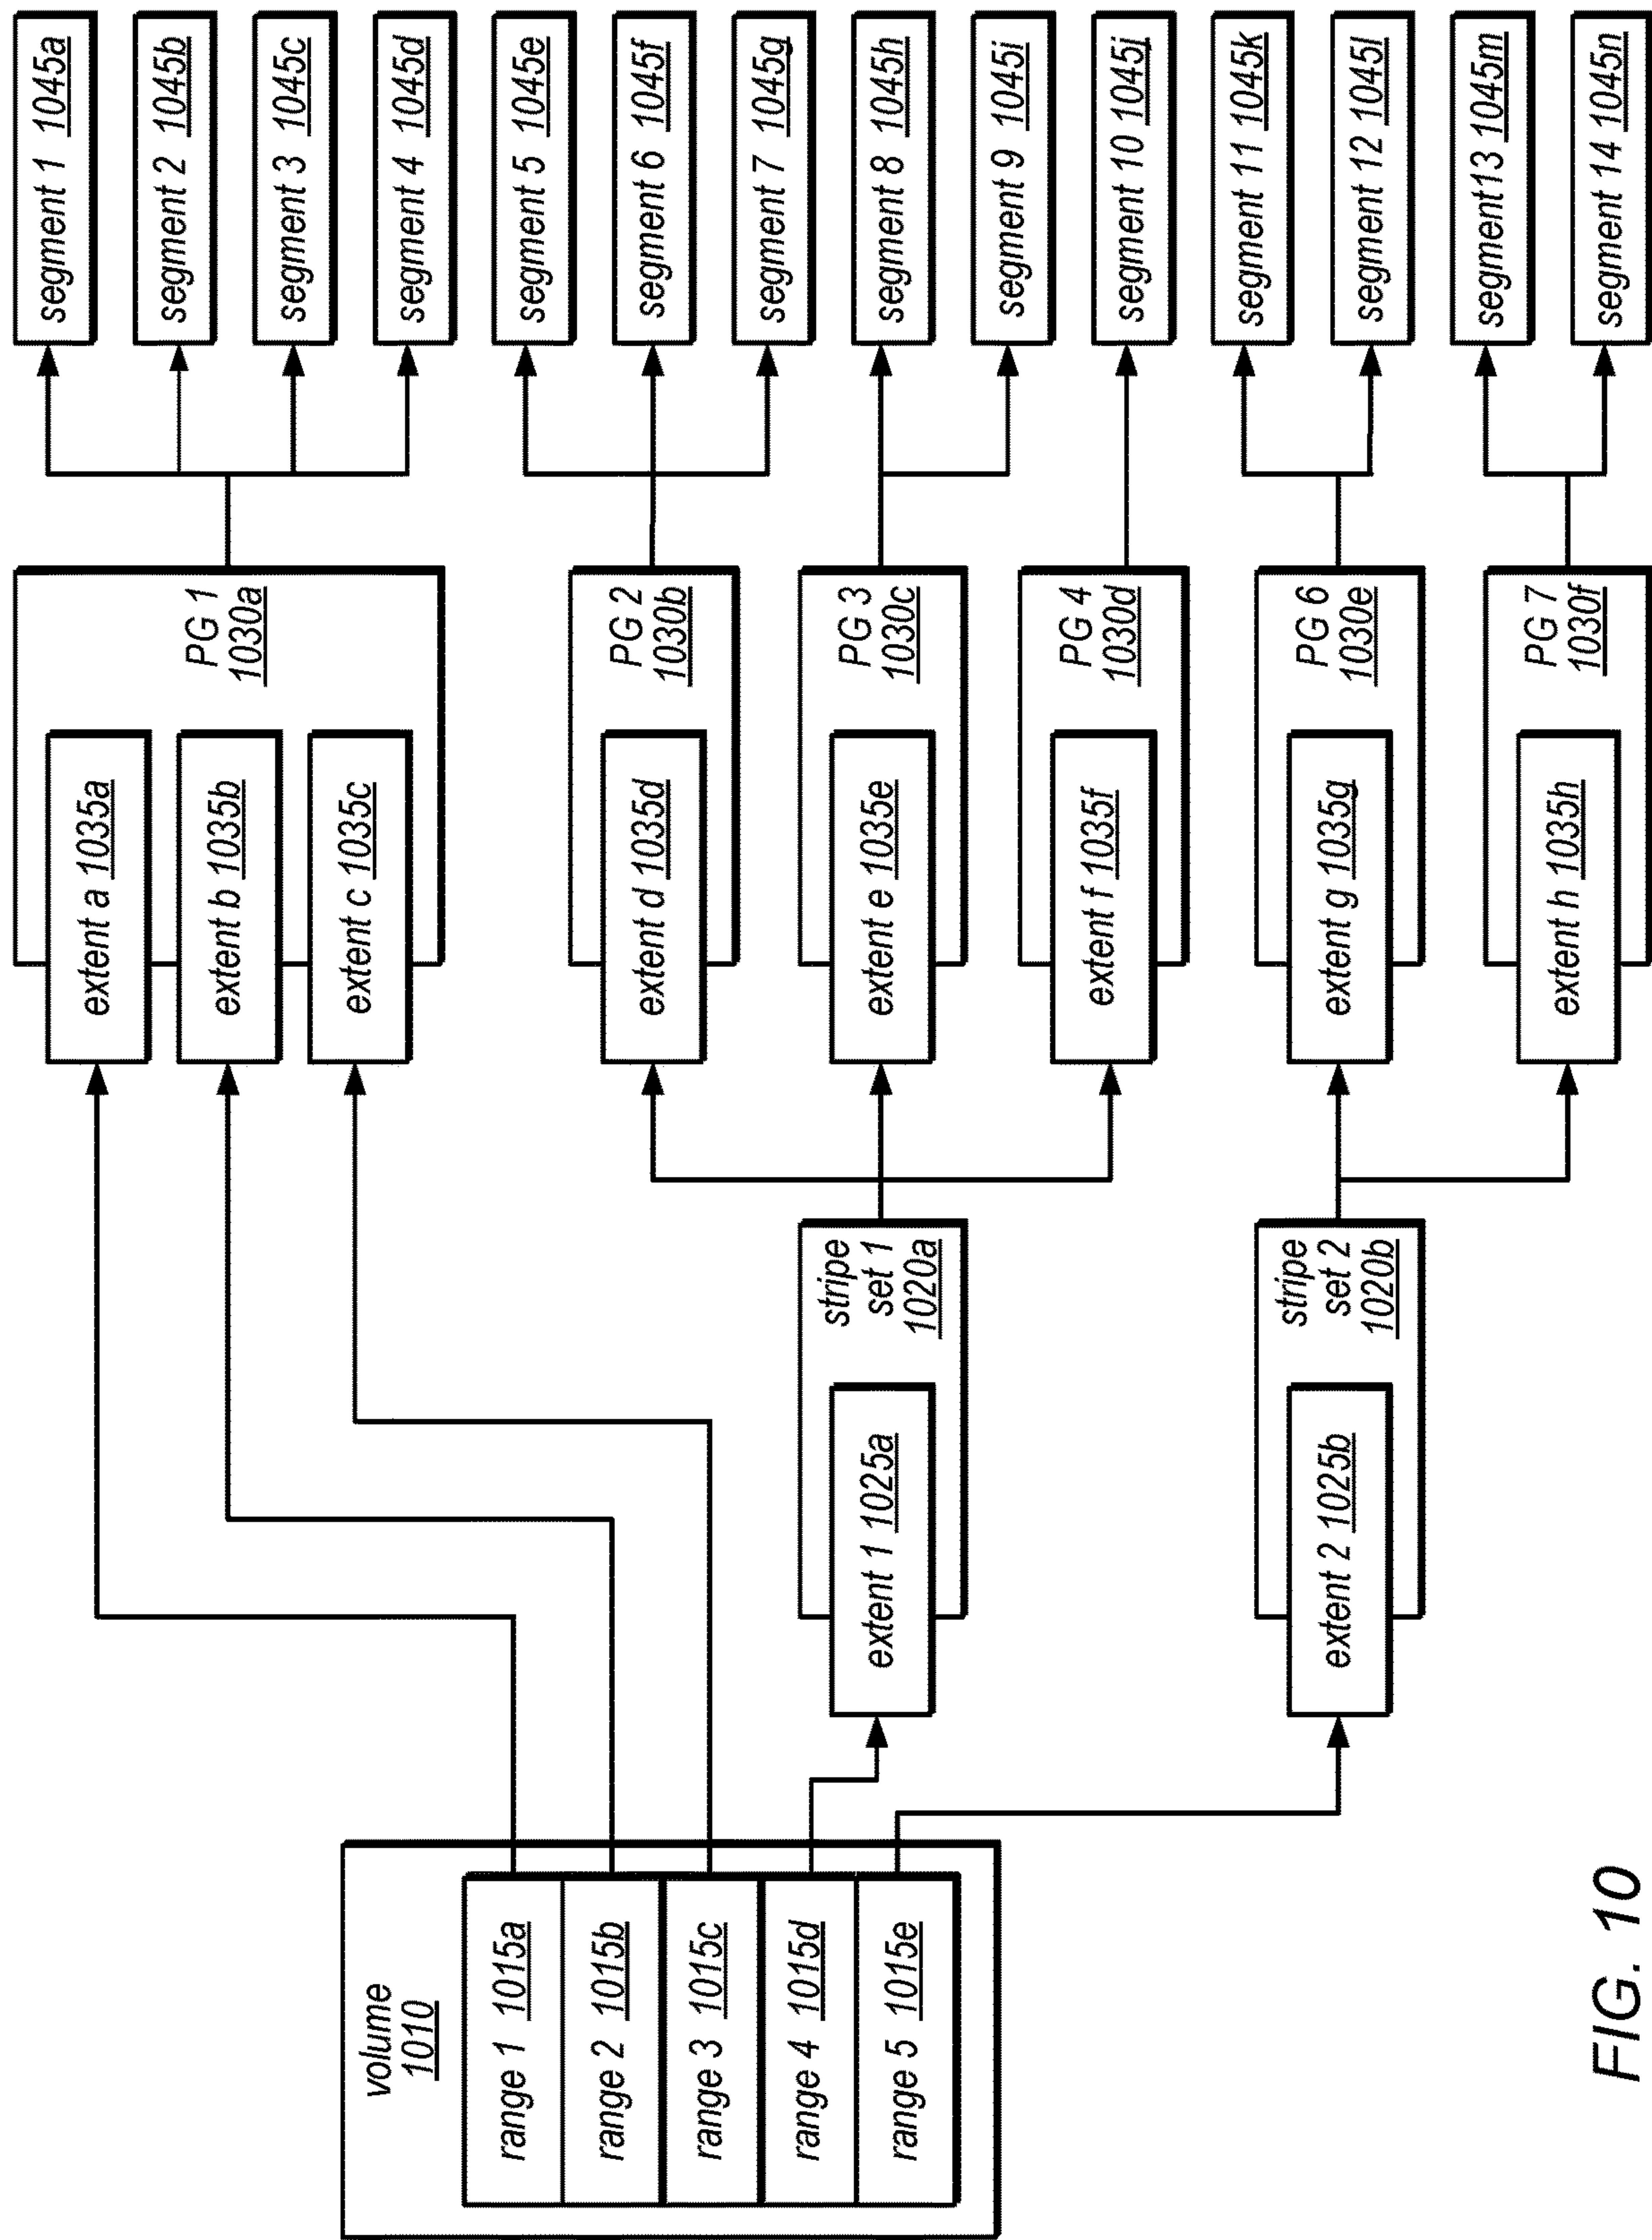 volume
1010
range 1 1015a
range 2 1015b
range 3 1015c
range 4 1015d
range 5 1015e
extent 1 1025a
stripe
set 1
1020a
extent 2 1025b
stripe
set 2
1020b
extent a 1035a
extent b 1035b
extent c 1035c
PG 1
1030a
extent d 1035d
PG 2
1030b
extent e 1035e
PG 3
1030c
extent f 1035f
PG 4
1030d
extent g 1035g
PG 6
1030e
extent h 1035h
PG 7
1030f
segment 1 1045a
segment 2 1045b
segment 3 1045c
segment 4 1045d
segment 5 1045e
segment 6 1045f
segment 7 1045g
segment 8 1045h
segment 9 1045i
segment 10 1045j
segment 11 1045k
segment 12 1045l
segment13 1045m
segment 14 1045n
FIG. 10